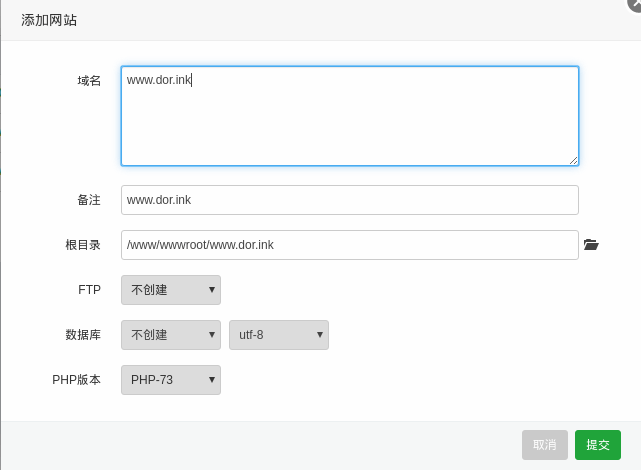 添加网站
域名 www.dor.ink
备注 www.dor.ink
根目录 /www/wwwroot/www.dor.ink
FTP 不创建
数据库 不创建 utf-8
PHP版本 PHP-73
取消 提交